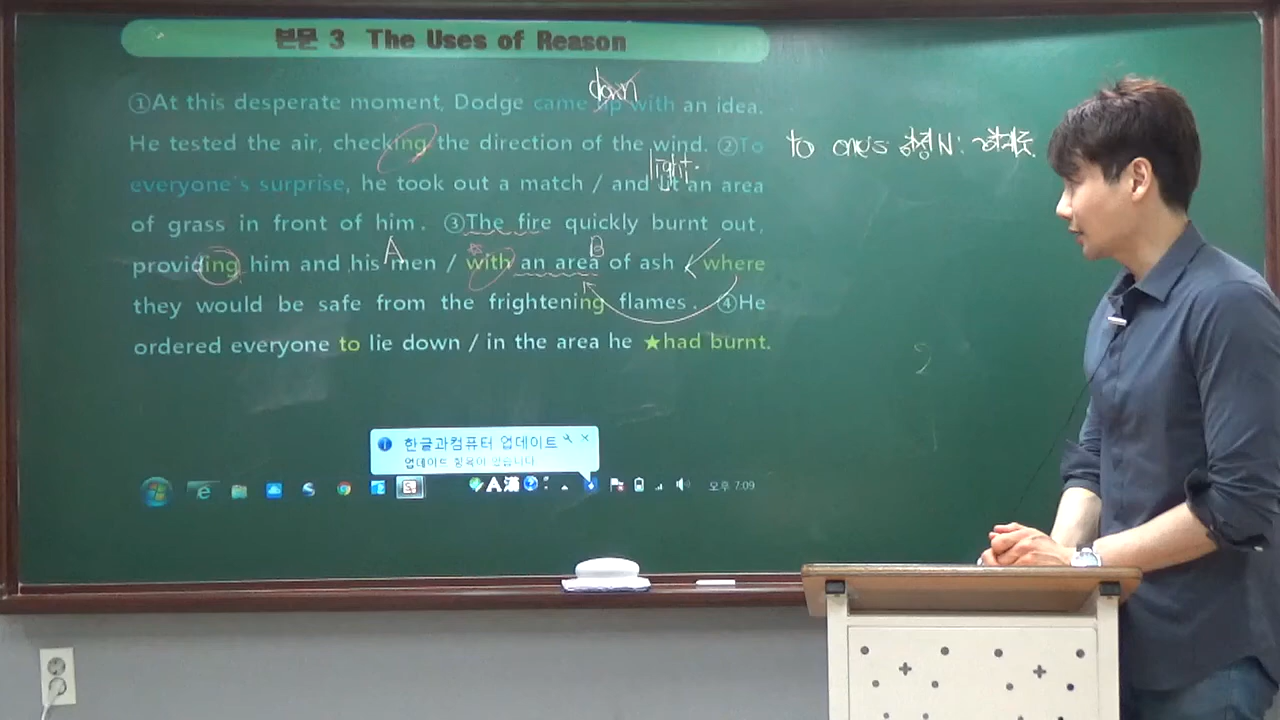 본문 3 The Uses of Reason
down
①At this desperate moment, Dodge came up with an idea.
He tested the air, checking the direction of the wind. ②To
to one's 감정N: ~하게도
light
everyone's surprise, he took out a match / and lit an area
of grass in front of him. ③The fire quickly burnt out,
A B
providing him and his men / with an area of ash where
they would be safe from the frightening flames. ④He
ordered everyone to lie down / in the area he ★had burnt.
한글과컴퓨터 업데이트
업데이트 항목이 있습니다
A漢
오후 7:09